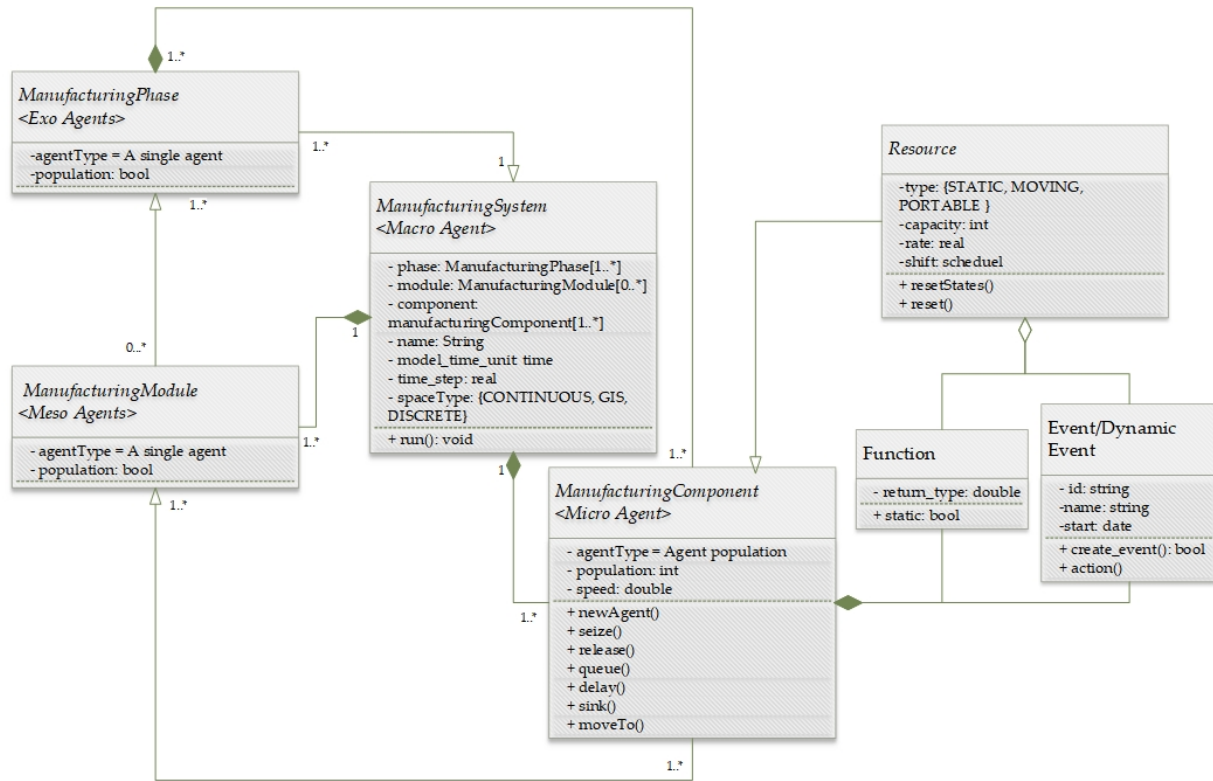 1..*
ManufacturingPhase
<Exo Agents>
-agentType = A single agent
-population: bool
1..*
1
1..*
ManufacturingSystem
<Macro Agent>
- phase: ManufacturingPhase[1..*]
- module: ManufacturingModule[0..*]
- component:
manufacturingComponent[1..*]
- name: String
- model_time_unit: time
- time_step: real
- spaceType: {CONTINUOUS, GIS,
DISCRETE}
+ run(): void
1
1
0...*
ManufacturingModule
<Meso Agents>
- agentType = A single agent
- population: bool
1..*
1..*
Resource
-type: {STATIC, MOVING,
PORTABLE }
-capacity: int
-rate: real
-shift: scheduel
+ resetStates()
+ reset()
1..*
ManufacturingComponent
<Micro Agent>
- agentType = Agent population
- population: int
- speed: double
+ newAgent()
+ seize()
+ release()
+ queue()
+ delay()
+ sink()
+ moveTo()
1..*
1..*
Function
- return_type: double
+ static: bool
Event/Dynamic
Event
- id: string
-name: string
-start: date
+ create_event(): bool
+ action()